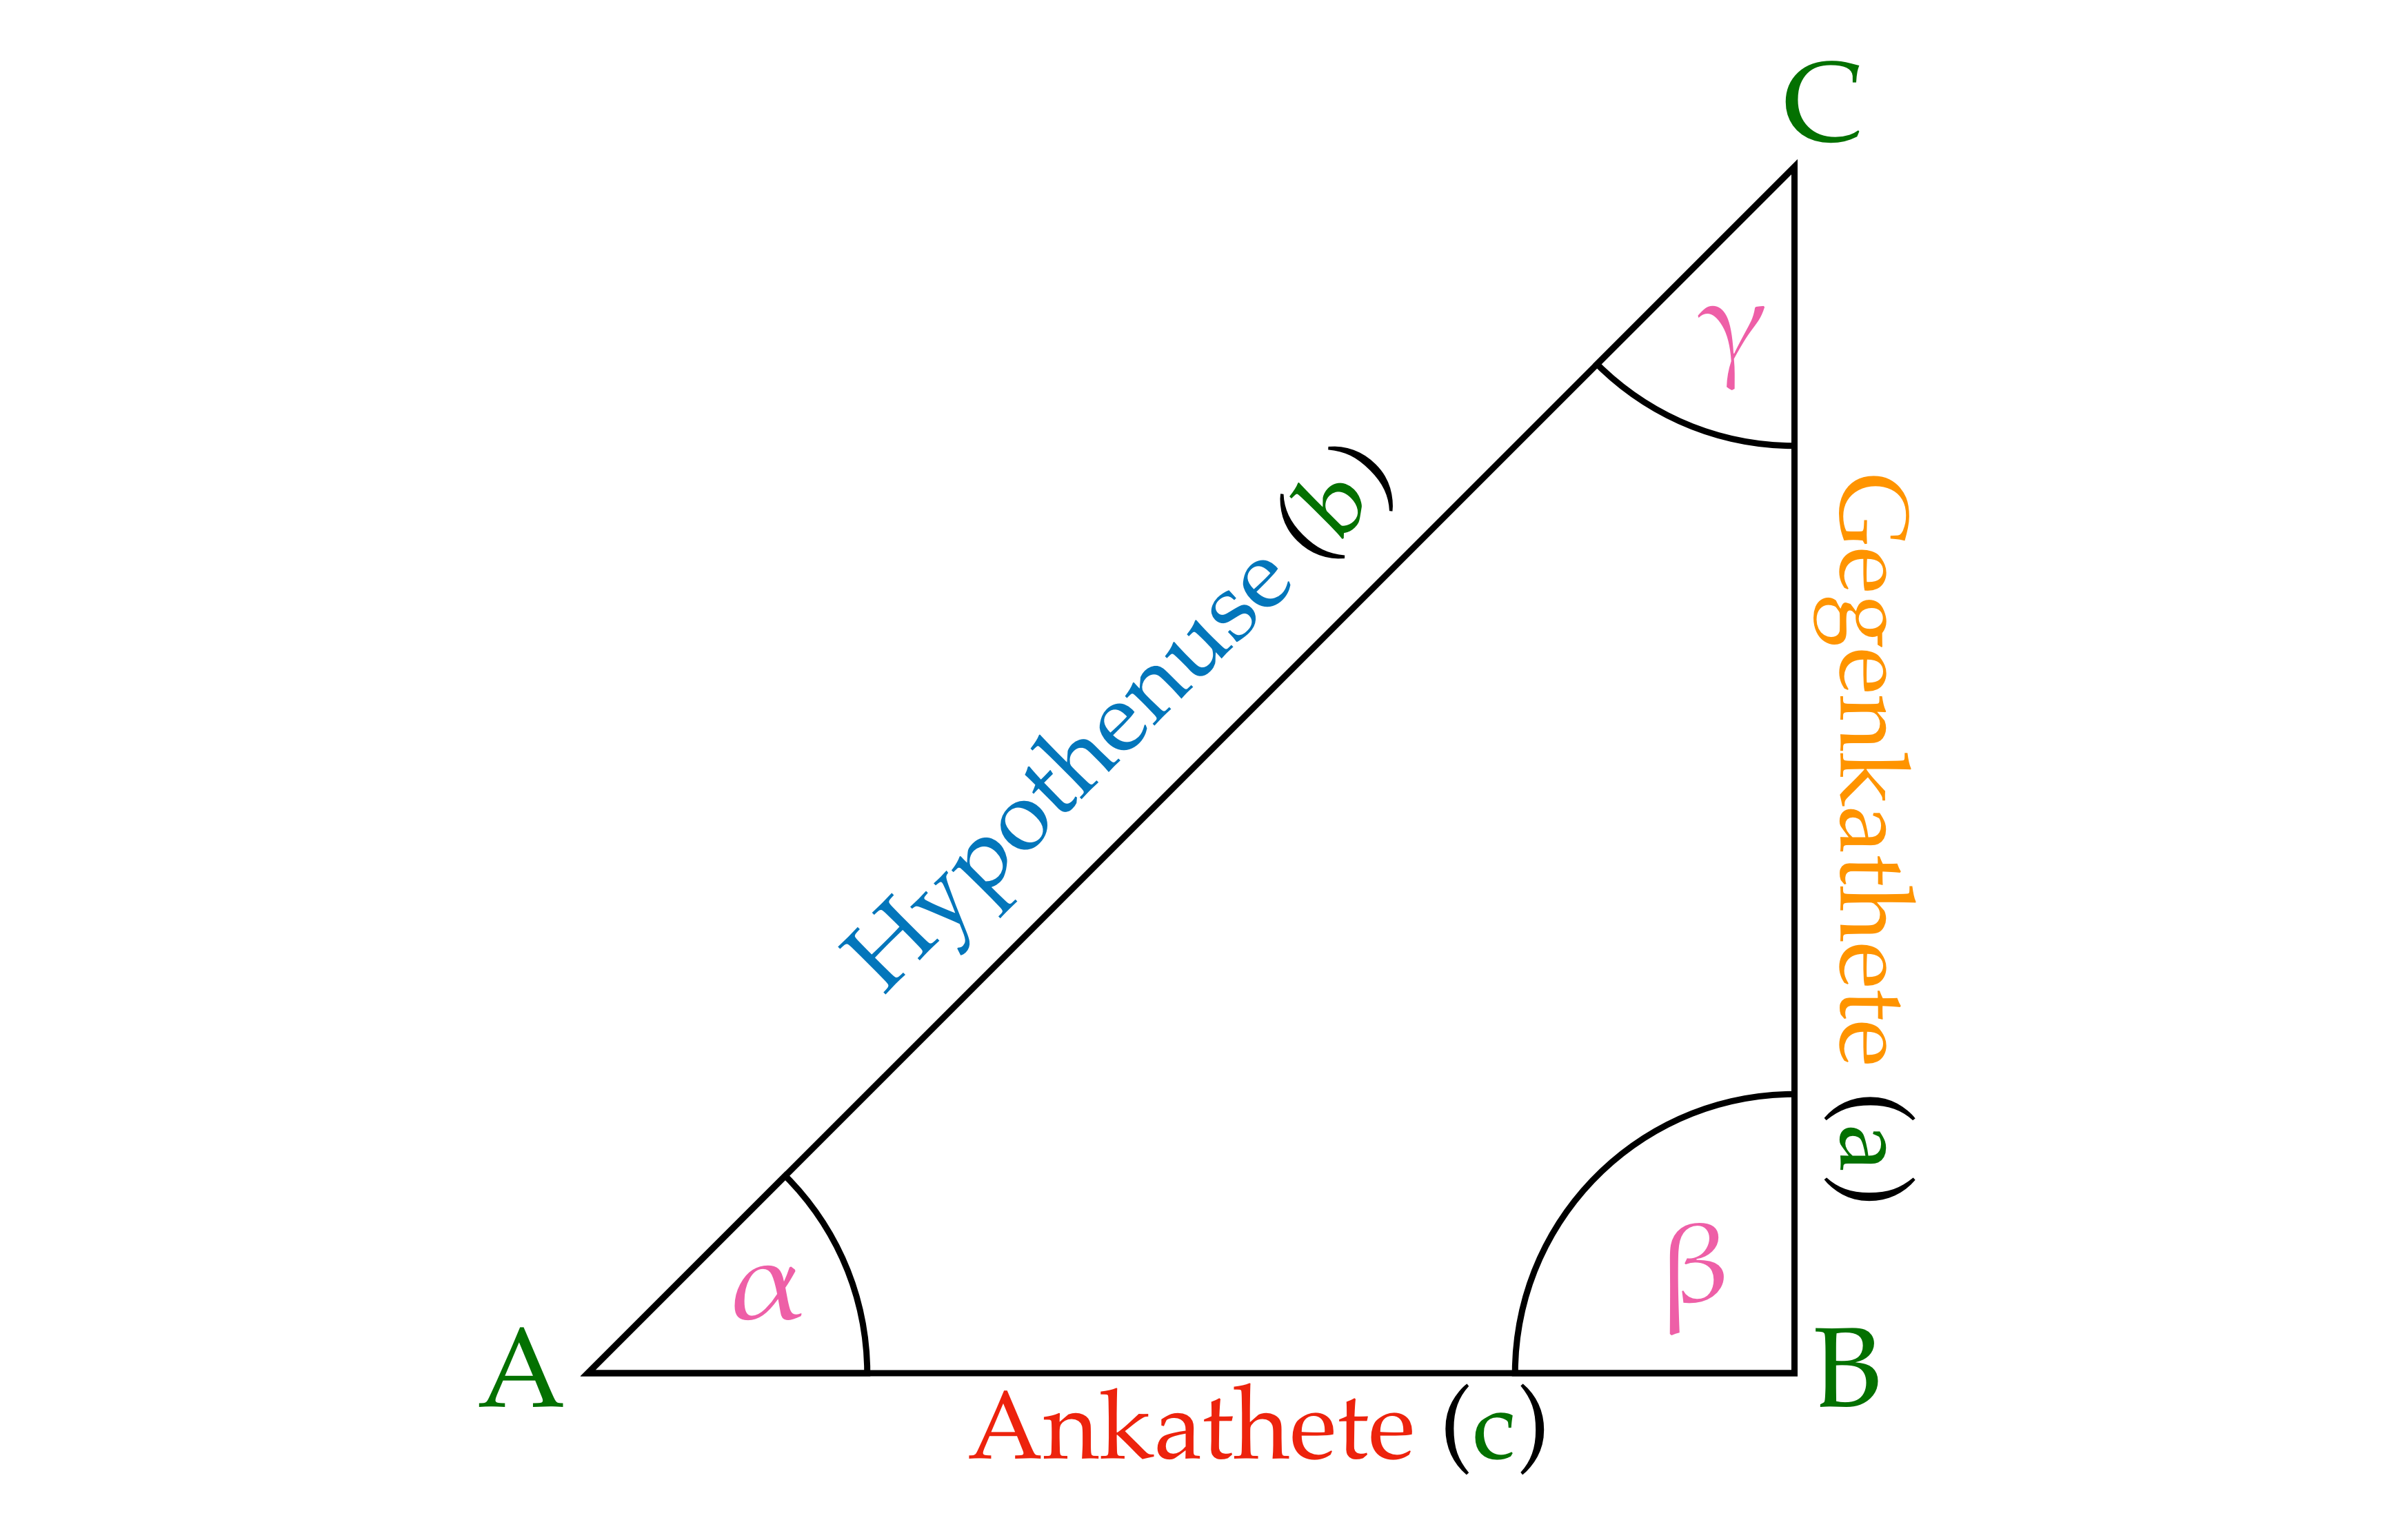 C
γ
Hypothenuse (b)
Gegenkathete (a)
α
β
A
B
Ankathete (c)